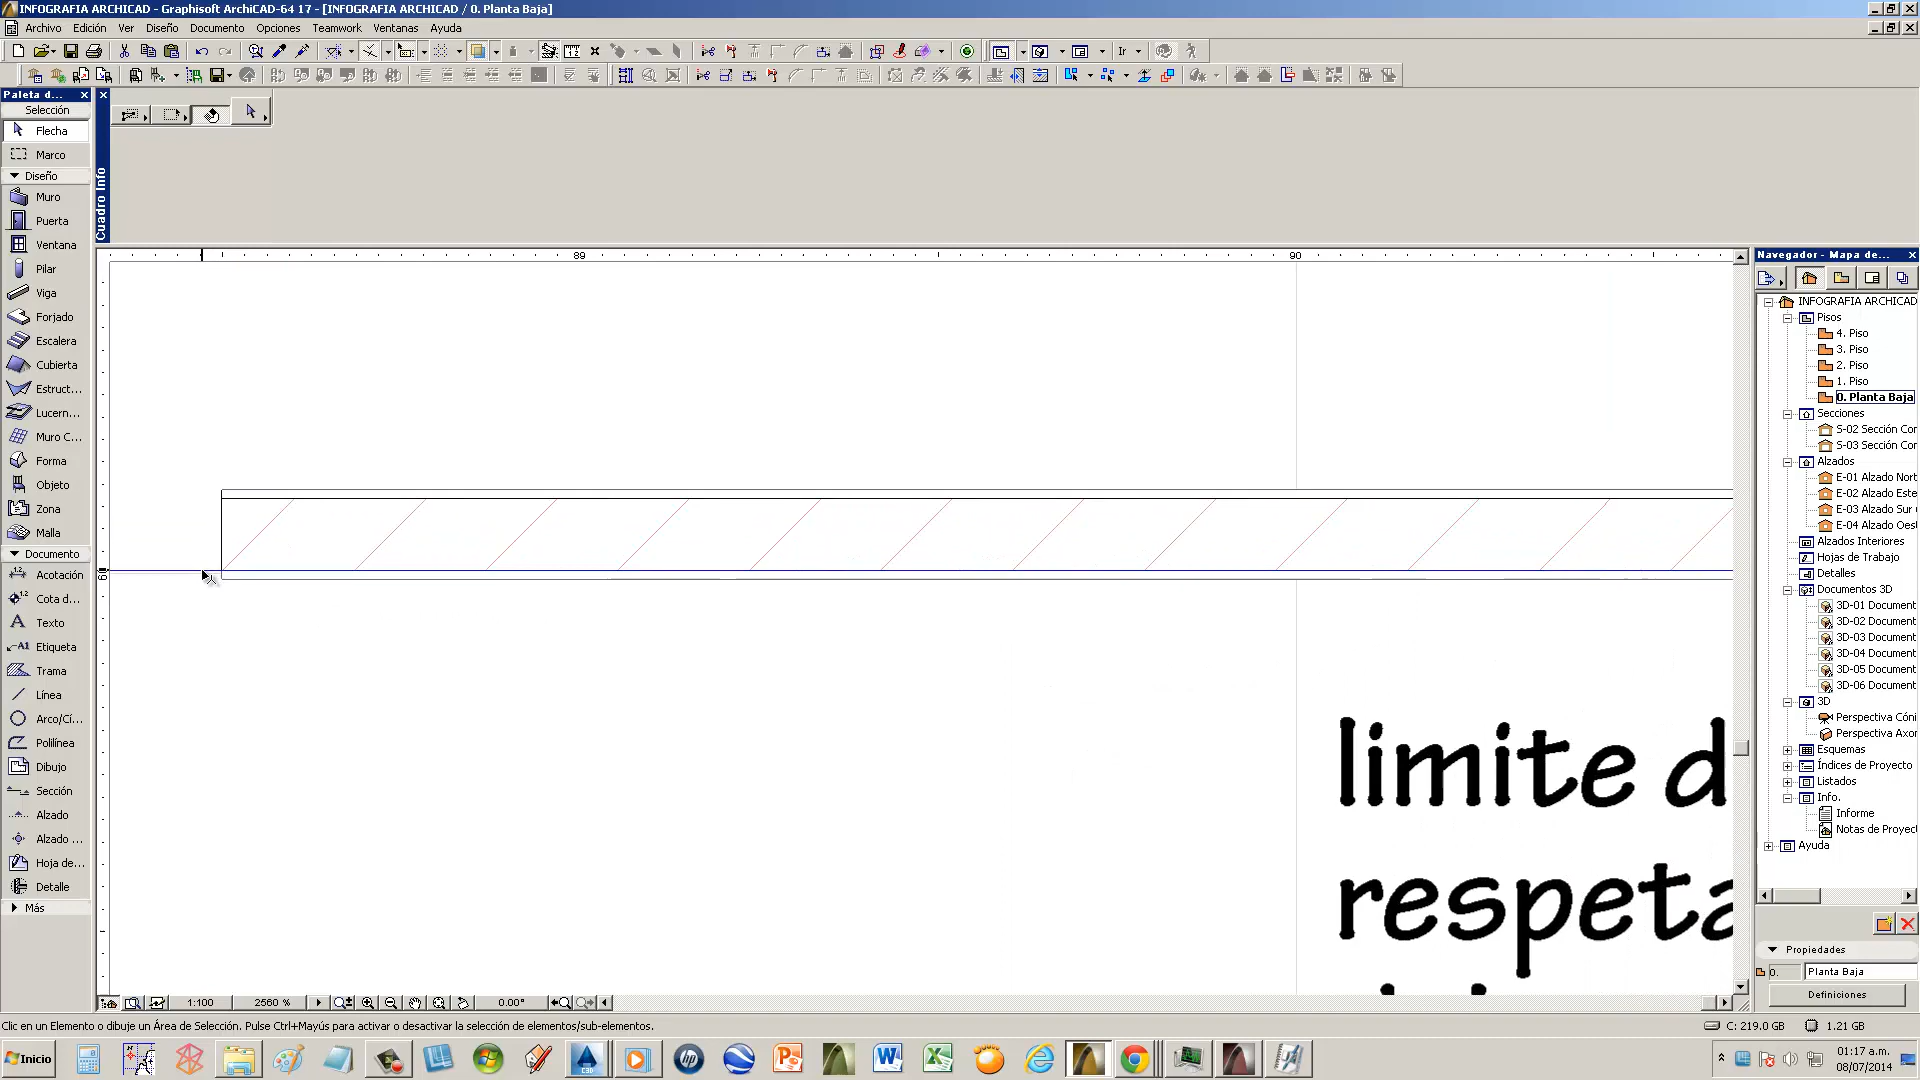 INFOGRAFIA ARCHICAD - Graphisoft ArchiCAD-64 17 - [INFOGRAFIA ARCHICAD / 0. Planta Baja]
Archivo Edición Ver Diseño Documento Opciones Teamwork Ventanas Ayuda
Ir
Paleta d...
Selección
Flecha
Marco
Diseño
Muro
Puerta
Ventana
Pilar
Viga
Forjado
Escalera
Cubierta
Estruct...
Lucern...
Muro C...
Forma
Objeto
Zona
Malla
Documento
Acotación
Cota d...
Texto
Etiqueta
Trama
Línea
Arco/Cí...
Polilínea
Dibujo
Sección
Alzado
Alzado ...
Hoja de...
Detalle
Más
Cuadro Info
89 90
limite d
respeta
1:100 2560 % 0.00°
Navegador - Mapa de...
INFOGRAFIA ARCHICAD
Pisos
4. Piso
3. Piso
2. Piso
1. Piso
0. Planta Baja
Secciones
S-02 Sección Cor
S-03 Sección Cor
Alzados
E-01 Alzado Nort
E-02 Alzado Este
E-03 Alzado Sur
E-04 Alzado Oest
Alzados Interiores
Hojas de Trabajo
Detalles
Documentos 3D
3D-01 Document
3D-02 Document
3D-03 Document
3D-04 Document
3D-05 Document
3D-06 Document
3D
Perspectiva Cóni
Perspectiva Axor
Esquemas
Índices de Proyecto
Listados
Info.
Informe
Notas de Proyect
Ayuda
Propiedades
0. Planta Baja
Definiciones
Clic en un Elemento o dibuje un Área de Selección. Pulse Ctrl+Mayús para activar o desactivar la selección de elementos/sub-elementos.
C: 219.0 GB 1.21 GB
Inicio
01:17 a.m.
08/07/2014